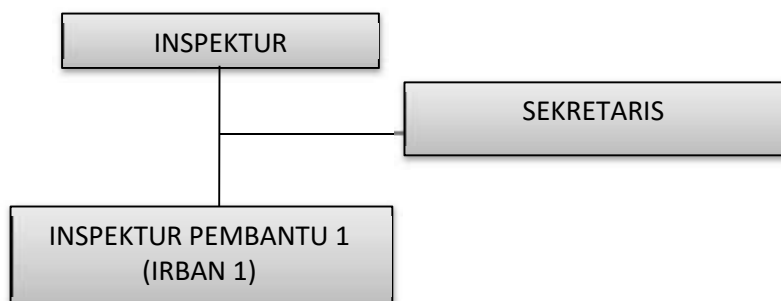 INSPEKTUR
SEKRETARIS
INSPEKTUR PEMBANTU 1
(IRBAN 1)